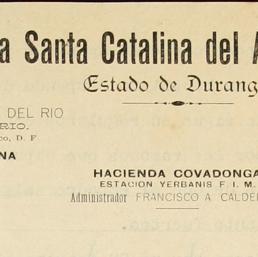 a Santa Catalina del A
Estado de Durang
DEL RIO
RIO.
co, D. F.
NA
HACIENDA COVADONGA
ESTACION YERBANIS F. I. M.
Administrador FRANCISCO A. CALDER